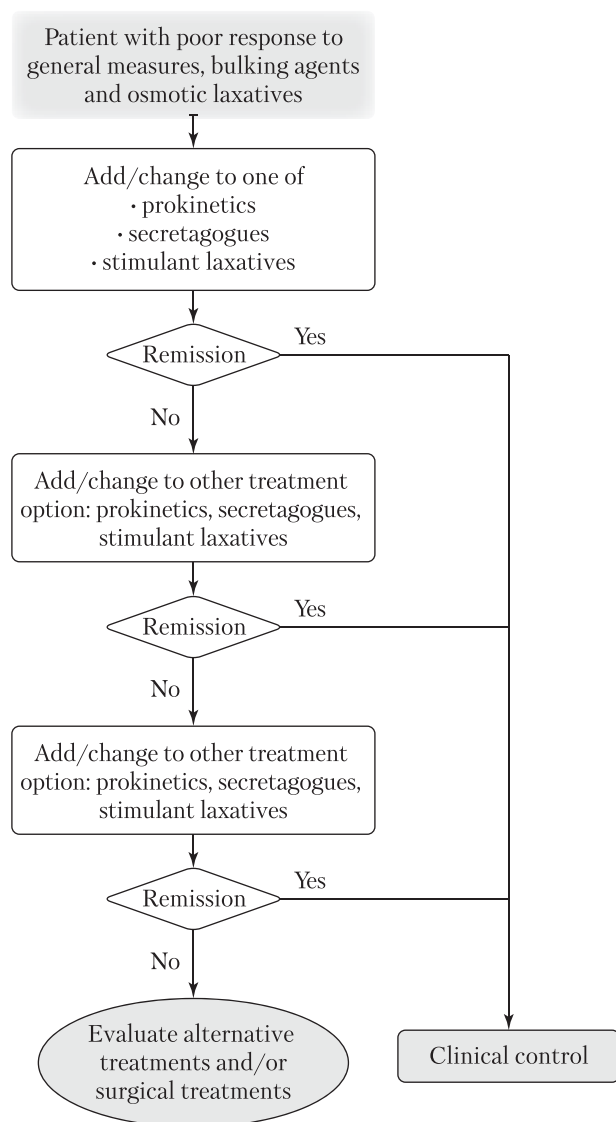 Patient with poor response to
general measures, bulking agents
and osmotic laxatives
Add/change to one of
· prokinetics
· secretagogues
· stimulant laxatives
Remission
Yes
No
Add/change to other treatment
option: prokinetics, secretagogues,
stimulant laxatives
Remission
Yes
No
Add/change to other treatment
option: prokinetics, secretagogues,
stimulant laxatives
Remission
Yes
No
Evaluate alternative
treatments and/or
surgical treatments
Clinical control